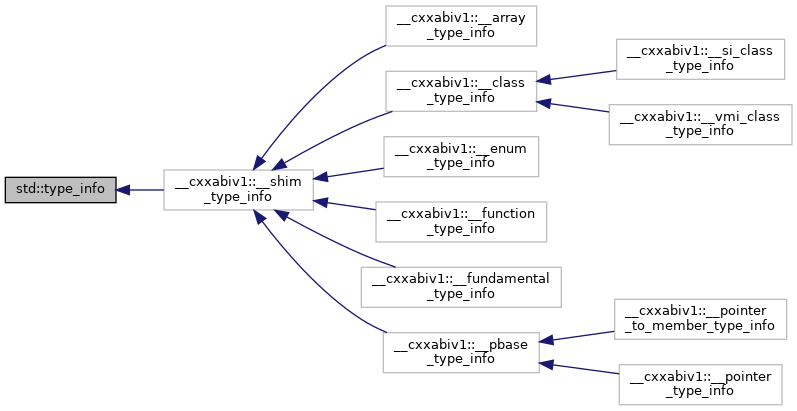 __cxxabiv1::__array
_type_info
__cxxabiv1::__si_class
_type_info
__cxxabiv1::__class
_type_info
__cxxabiv1::__vmi_class
_type_info
__cxxabiv1::__enum
_type_info
std::type_info
__cxxabiv1::__shim
_type_info
__cxxabiv1::__function
_type_info
__cxxabiv1::__fundamental
_type_info
__cxxabiv1::__pointer
_to_member_type_info
__cxxabiv1::__pbase
_type_info
__cxxabiv1::__pointer
_type_info